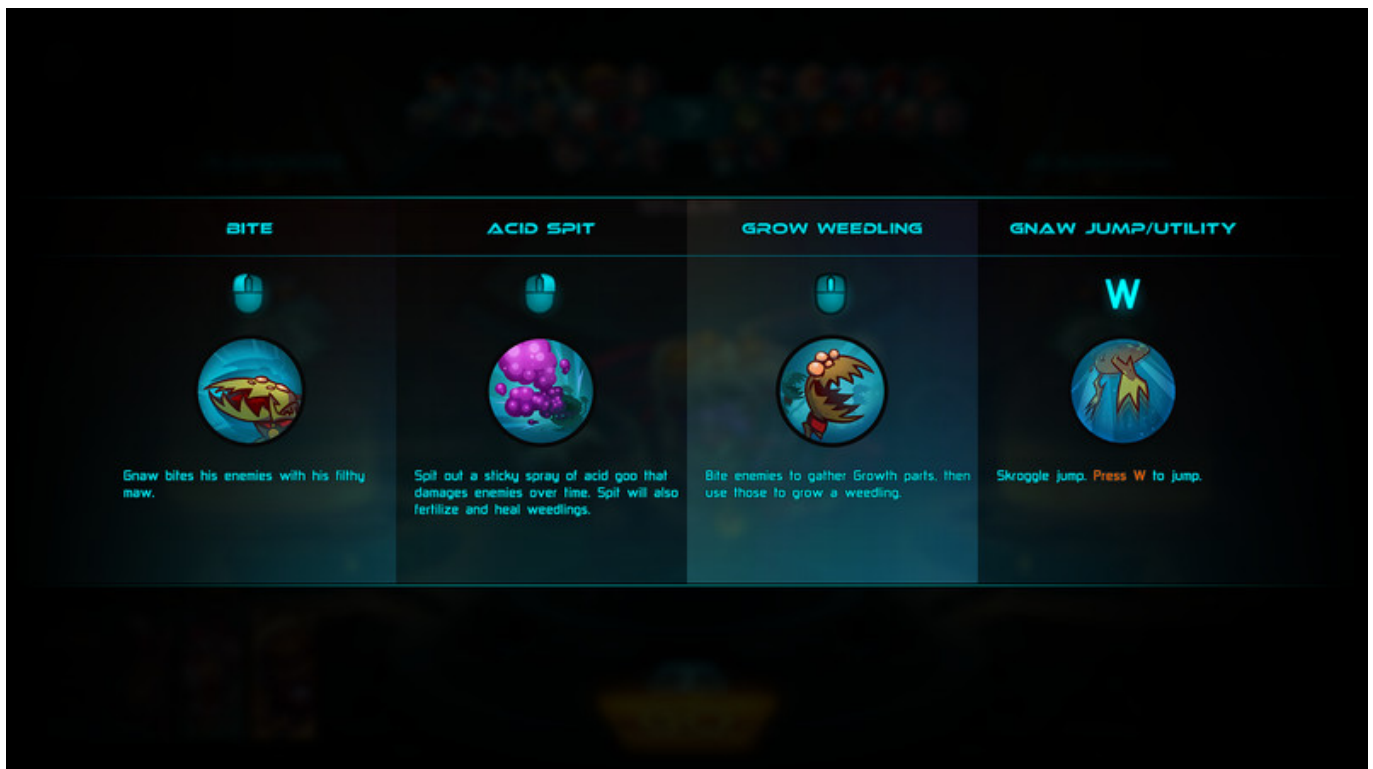 BITE
Gnaw bites his enemies with his filthy
maw.
ACID SPIT
Spit out a sticky spray of acid goo that
damages enemies over time. Spit will also
fertilize and heal weedlings.
GROW WEEDLING
Bite enemies to gather Growth parts, then
use those to grow a weedling.
GNAW JUMP/UTILITY
W
Skroggle jump. Press W to jump.